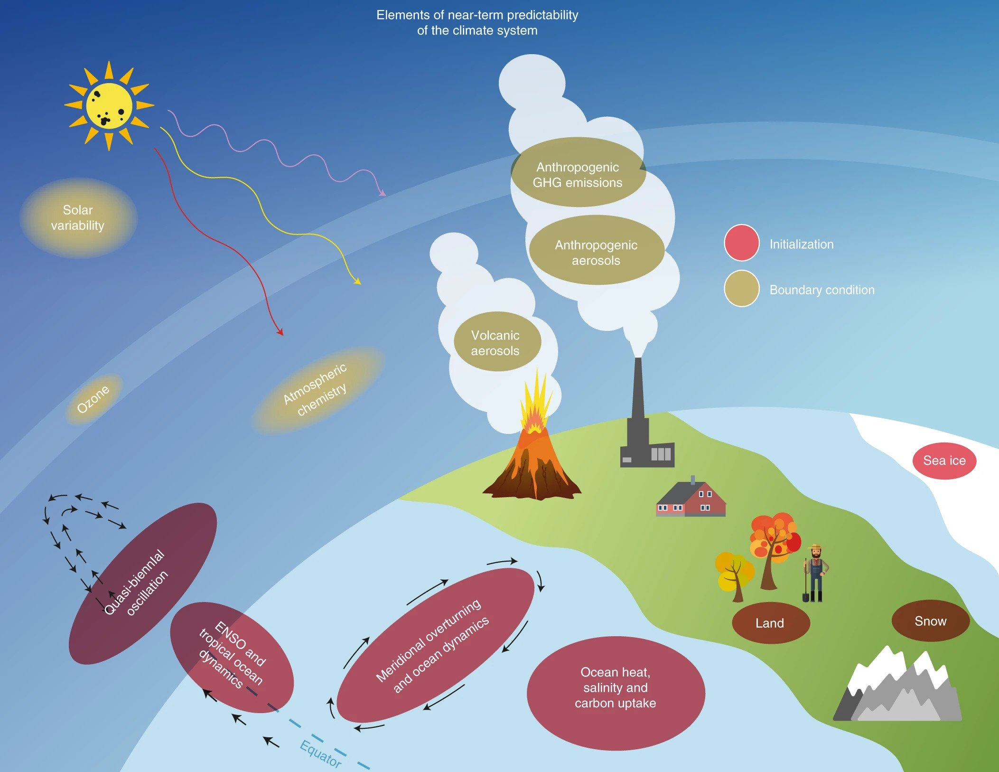 Elements of near-term predictability
of the climate system
Solar
variability
Anthropogenic
GHG emissions
Anthropogenic
aerosols
Initialization
Boundary condition
Volcanic
aerosols
Ozone
Atmospheric
chemistry
Sea ice
Quasi-biennlal
oscillation
ENSO and
tropical ocean
dynamics
Meridional overturning
and ocean dynamics
Land
Snow
Ocean heat,
salinity and
carbon uptake
Equator